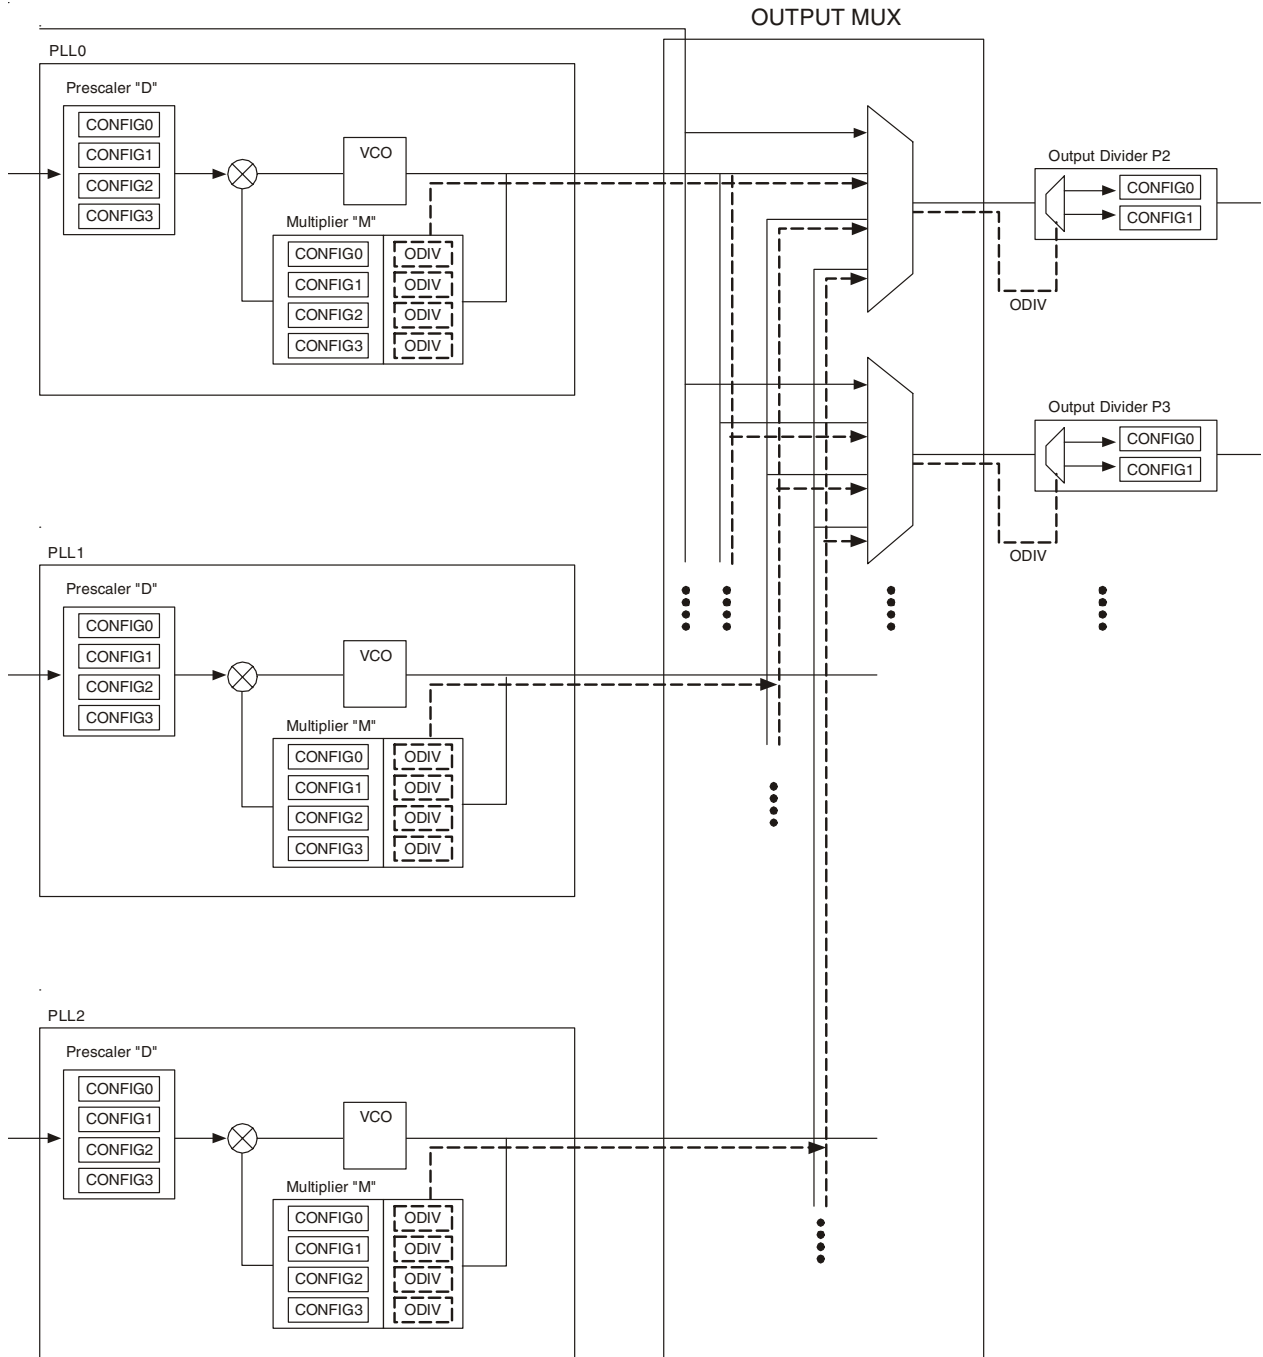 OUTPUT MUX
PLL0
Prescaler "D"
CONFIG0
CONFIG1
CONFIG2
CONFIG3
VCO
Multiplier "M"
CONFIG0 ODIV
CONFIG1 ODIV
CONFIG2 ODIV
CONFIG3 ODIV
Output Divider P2
CONFIG0
CONFIG1
ODIV
Output Divider P3
CONFIG0
CONFIG1
ODIV
PLL1
Prescaler "D"
CONFIG0
CONFIG1
CONFIG2
CONFIG3
VCO
Multiplier "M"
CONFIG0 ODIV
CONFIG1 ODIV
CONFIG2 ODIV
CONFIG3 ODIV
PLL2
Prescaler "D"
CONFIG0
CONFIG1
CONFIG2
CONFIG3
VCO
Multiplier "M"
CONFIG0 ODIV
CONFIG1 ODIV
CONFIG2 ODIV
CONFIG3 ODIV